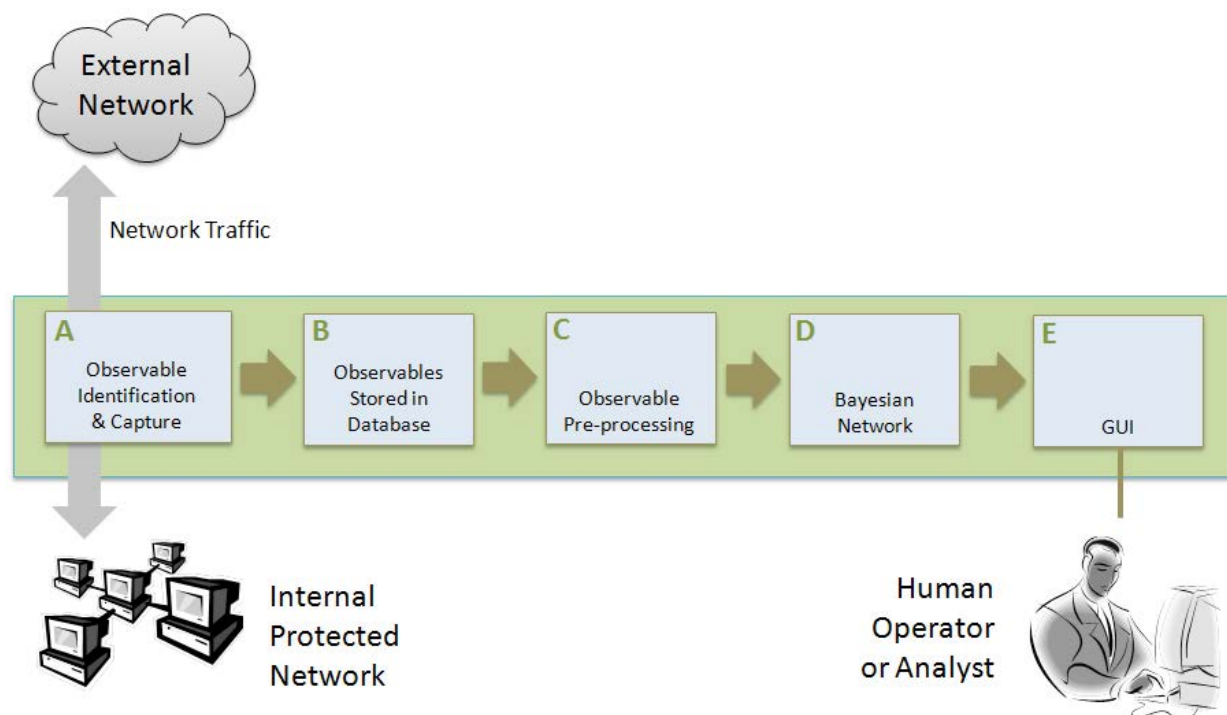 External
Network
Network Traffic
A
Observable
Identification
& Capture
B
Observables
Stored in
Database
C
Observable
Pre-processing
D
Bayesian
Network
E
GUI
Internal
Protected
Network
Human
Operator
or Analyst